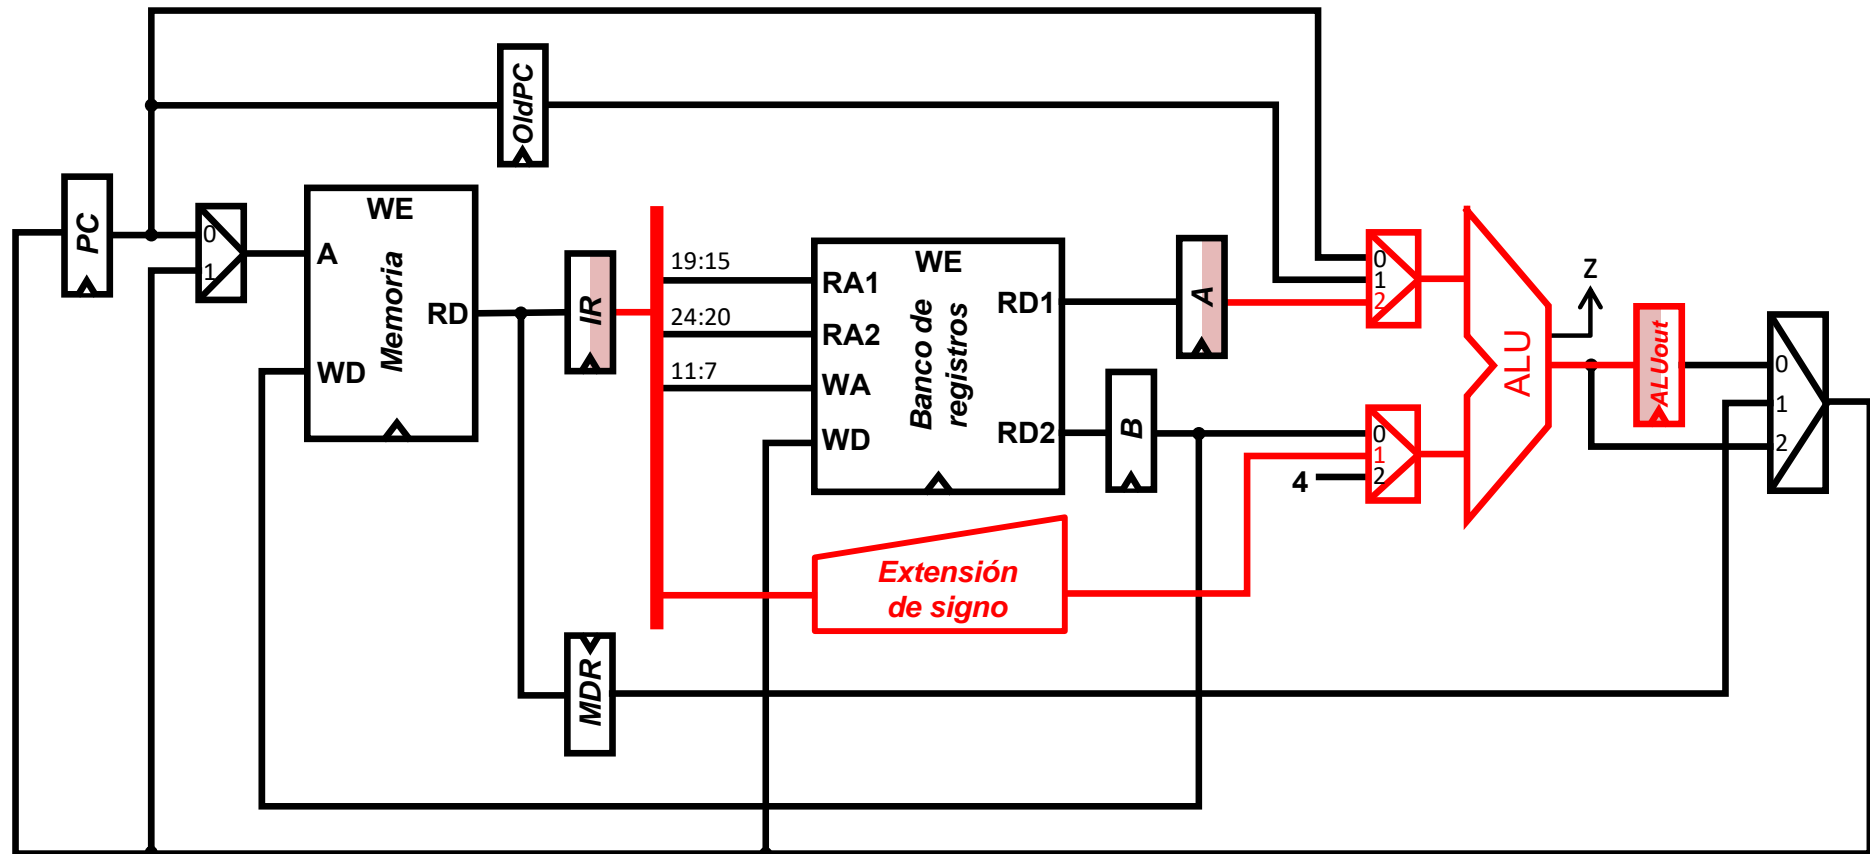 OldPC
PC
0
1
WE
A
Memoria
RD
WD
IR
19:15
24:20
11:7
WE
RA1
RA2
WA
WD
Banco de
registros
RD1
RD2
A
B
0
1
2
0
1
2
4
ALU
Z
ALUout
0
1
2
Extensión
de signo
MDR